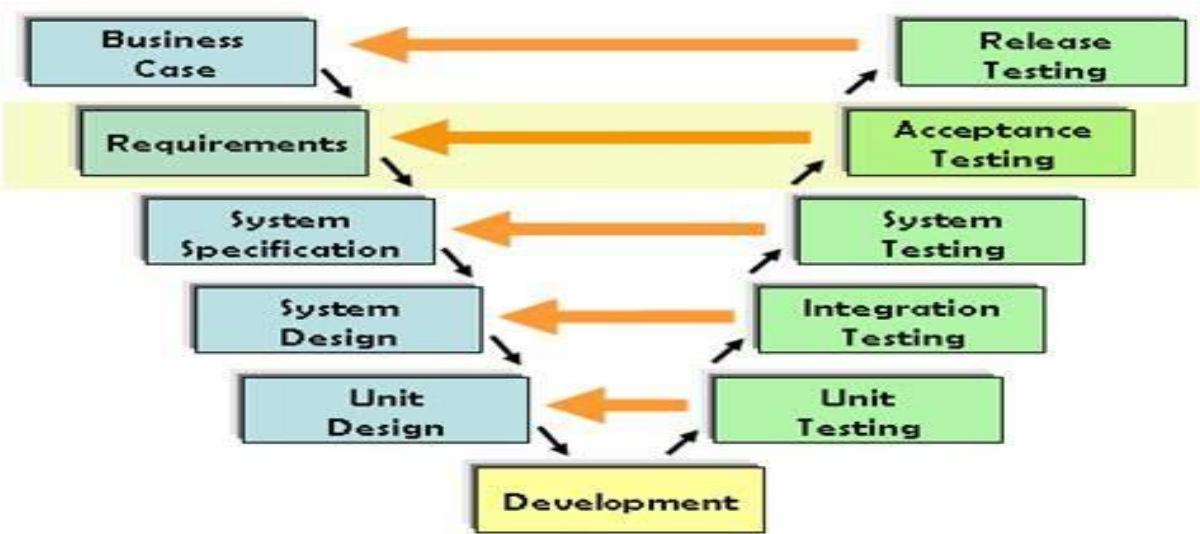 Business
Case
Release
Testing
Requirements
Acceptance
Testing
System
Specification
System
Testing
System
Design
Integration
Testing
Unit
Design
Unit
Testing
Development